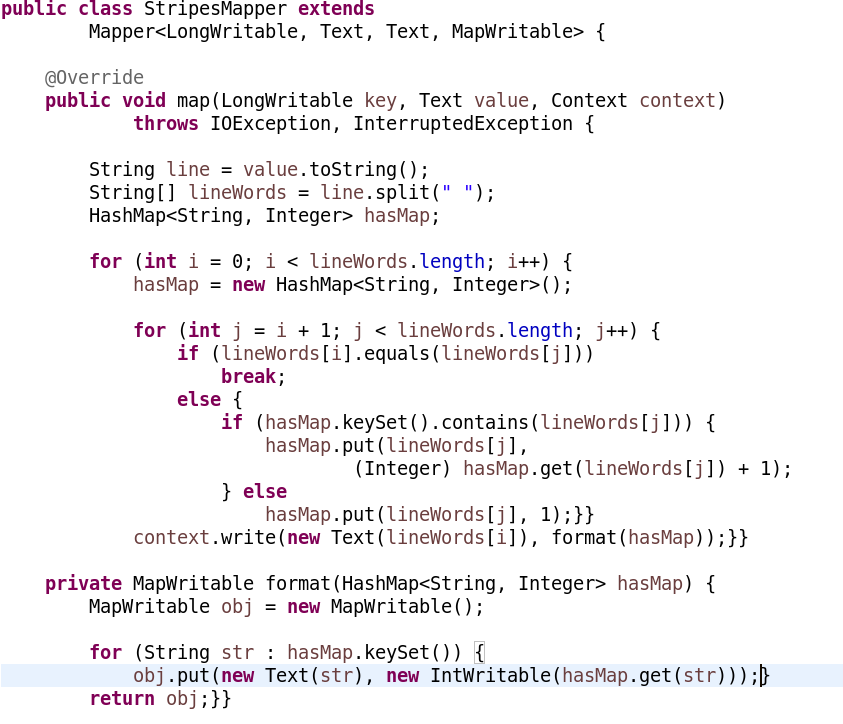 public class StripesMapper extends
        Mapper<LongWritable, Text, Text, MapWritable> {
    @Override
    public void map(LongWritable key, Text value, Context context)
            throws IOException, InterruptedException {
        String line = value.toString();
        String[] lineWords = line.split(" ");
        HashMap<String, Integer> hasMap;
        for (int i = 0; i < lineWords.length; i++) {
            hasMap = new HashMap<String, Integer>();
            for (int j = i + 1; j < lineWords.length; j++) {
                if (lineWords[i].equals(lineWords[j]))
                    break;
                else {
                    if (hasMap.keySet().contains(lineWords[j])) {
                        hasMap.put(lineWords[j],
                                (Integer) hasMap.get(lineWords[j]) + 1);
                    } else
                        hasMap.put(lineWords[j], 1);}}
            context.write(new Text(lineWords[i]), format(hasMap));}}
    private MapWritable format(HashMap<String, Integer> hasMap) {
        MapWritable obj = new MapWritable();
        for (String str : hasMap.keySet()) {
            obj.put(new Text(str), new IntWritable(hasMap.get(str)));}
        return obj;}}